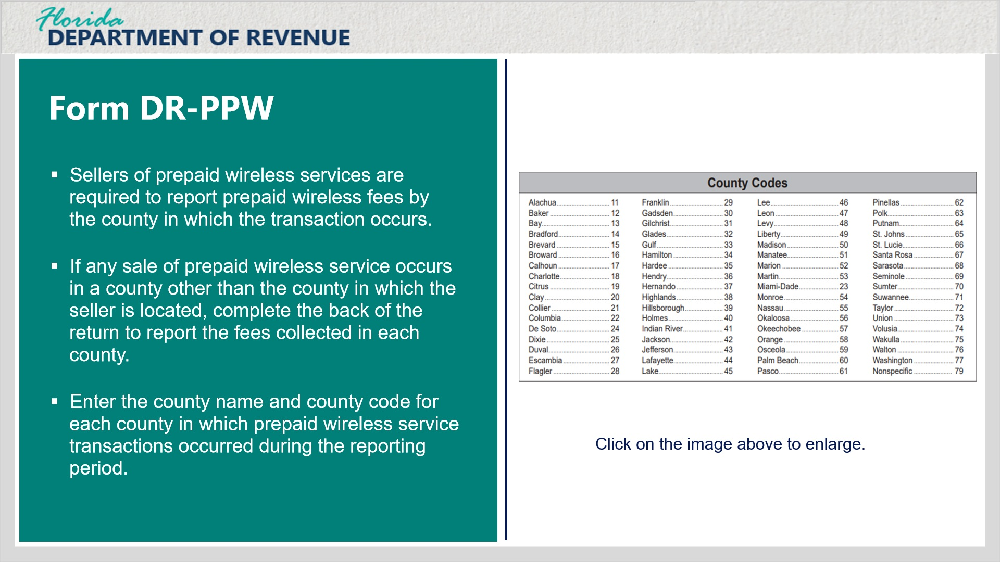 Florida
DEPARTMENT OF REVENUE
Form DR-PPW
▪ Sellers of prepaid wireless services are
required to report prepaid wireless fees by
the county in which the transaction occurs.
▪ If any sale of prepaid wireless service occurs
in a county other than the county in which the
seller is located, complete the back of the
return to report the fees collected in each
county.
▪ Enter the county name and county code for
each county in which prepaid wireless service
transactions occurred during the reporting
period.
County Codes
Alachua 11
Baker 12
Bay 13
Bradford 14
Brevard 15
Broward 16
Calhoun 17
Charlotte 18
Citrus 19
Clay 20
Collier 21
Columbia 22
De Soto 24
Dixie 25
Duval 26
Escambia 27
Flagler 28
Franklin 29
Gadsden 30
Gilchrist 31
Glades 32
Gulf 33
Hamilton 34
Hardee 35
Hendry 36
Hernando 37
Highlands 38
Hillsborough 39
Holmes 40
Indian River 41
Jackson 42
Jefferson 43
Lafayette 44
Lake 45
Lee 46
Leon 47
Levy 48
Liberty 49
Madison 50
Manatee 51
Marion 52
Martin 53
Miami-Dade 23
Monroe 54
Nassau 55
Okaloosa 56
Okeechobee 57
Orange 58
Osceola 59
Palm Beach 60
Pasco 61
Pinellas 62
Polk 63
Putnam 64
St. Johns 65
St. Lucie 66
Santa Rosa 67
Sarasota 68
Seminole 69
Sumter 70
Suwannee 71
Taylor 72
Union 73
Volusia 74
Wakulla 75
Walton 76
Washington 77
Nonspecific 79
Click on the image above to enlarge.